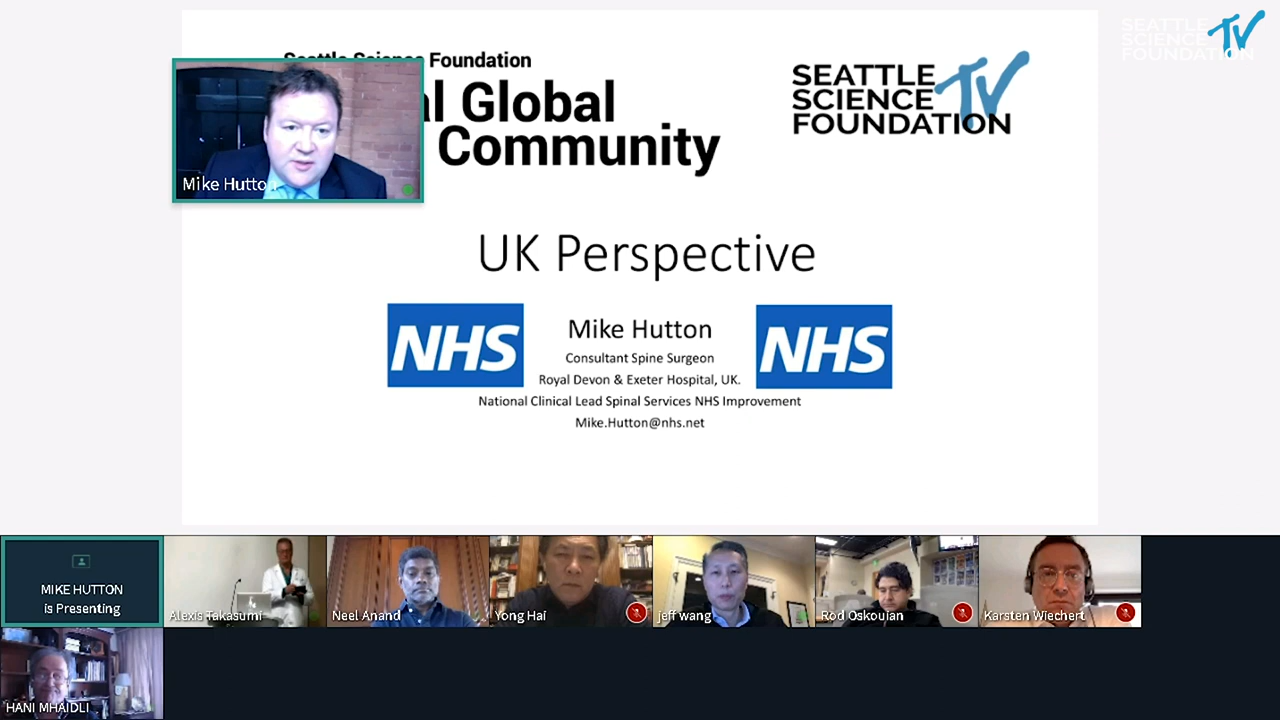 SEATTLE
SCIENCE
FOUNDATION
TV
Seattle Science Foundation
al Global
Community
SEATTLE
SCIENCE
FOUNDATION
TV
Mike Hutton
UK Perspective
NHS
NHS
Mike Hutton
Consultant Spine Surgeon
Royal Devon & Exeter Hospital, UK.
National Clinical Lead Spinal Services NHS Improvement
Mike.Hutton@nhs.net
MIKE HUTTON
is Presenting
Alexis Takasumi
Neel Anand
Yong Hai
jeff wang
Rod Oskouian
Karsten Wiechert
HANI MHAIDLI